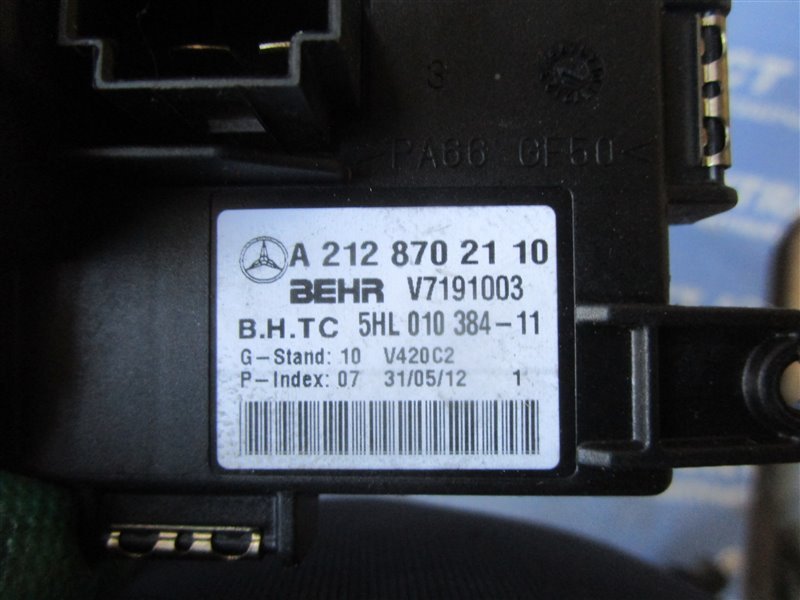 3
>PA66 GF50<
A 212 870 21 10
BEHR V7191003
B.H.TC 5HL 010 384-11
G-Stand: 10 V420C2
P-Index: 07 31/05/12 1